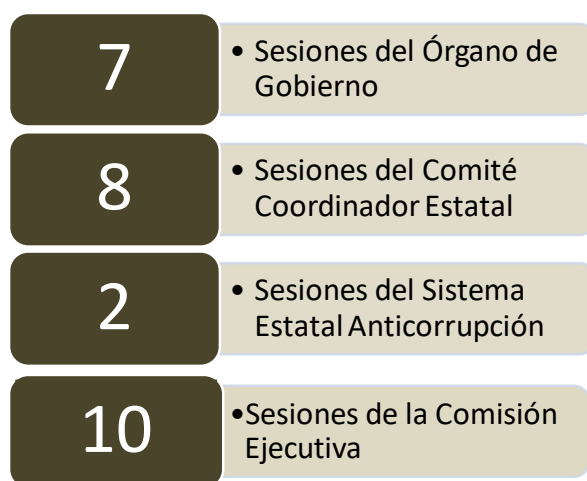 7
• Sesiones del Órgano de
Gobierno
8
• Sesiones del Comité
Coordinador Estatal
2
• Sesiones del Sistema
Estatal Anticorrupción
10
•Sesiones de la Comisión
Ejecutiva